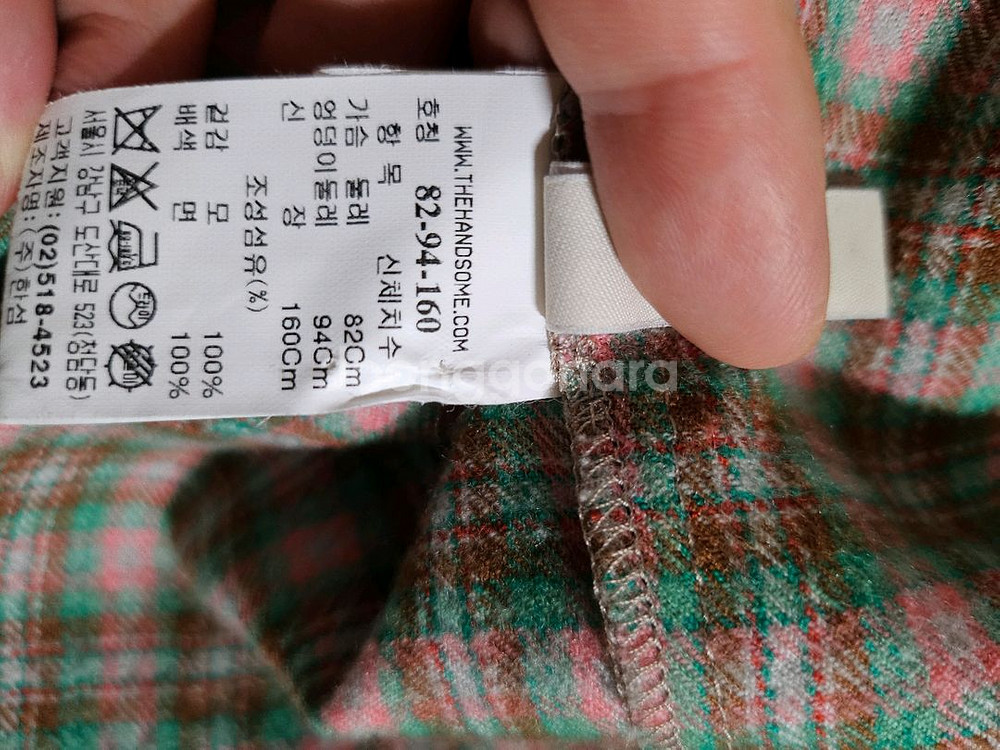 WWW.THEHANDSOME.COM
호칭 82-94-160
항 목 신체치수
가슴 둘레 82Cm
엉덩이둘레 94Cm
신 장 160Cm
조성섬유(%)
겉감 모 100%
배색 면 100%
서울시 강남구 도산대로 523(청담동)
고객지원: (02)518-4523
제조자명: (주)한섬